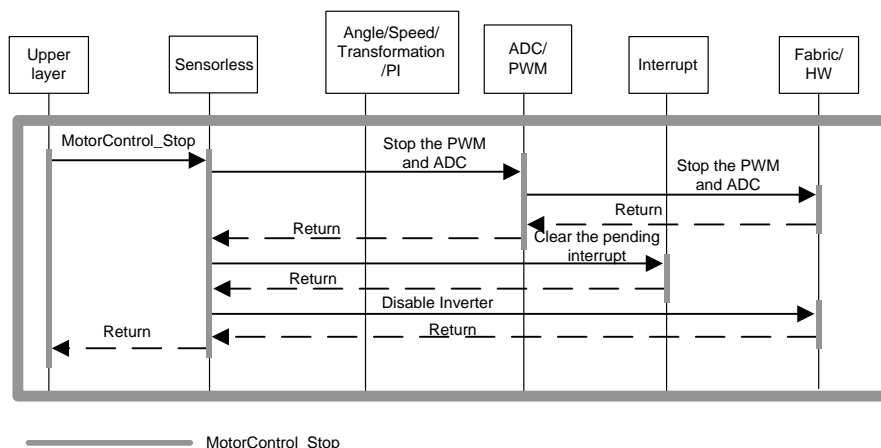 Upper
layer
Sensorless
Angle/Speed/
Transformation
/PI
ADC/
PWM
Interrupt
Fabric/
HW
MotorControl_Stop
Stop the PWM
and ADC
Stop the PWM
and ADC
Return
Return
Clear the pending
interrupt
Return
Disable Inverter
Return
Return
MotorControl_Stop